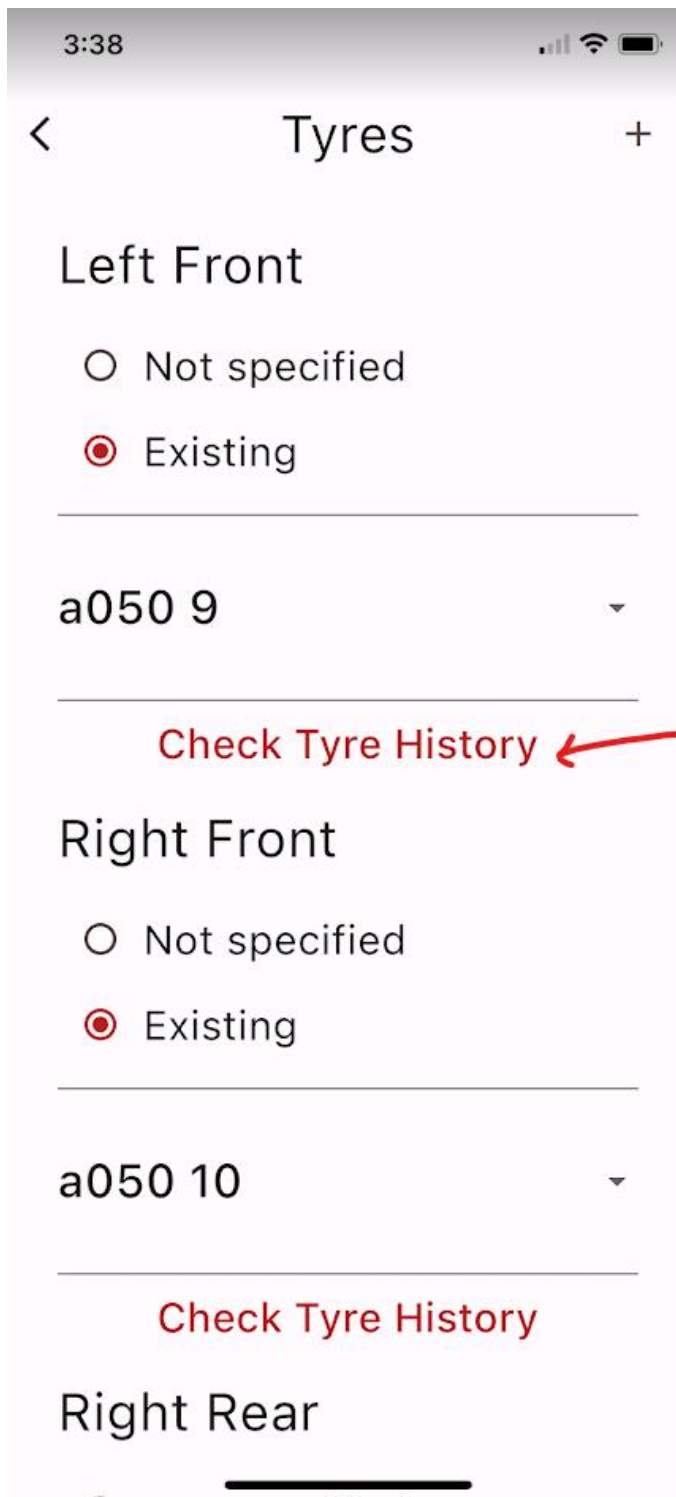 3:38
Tyres
Left Front
Not specified
Existing
a050 9
Check Tyre History
Right Front
Not specified
Existing
a050 10
Check Tyre History
Right Rear